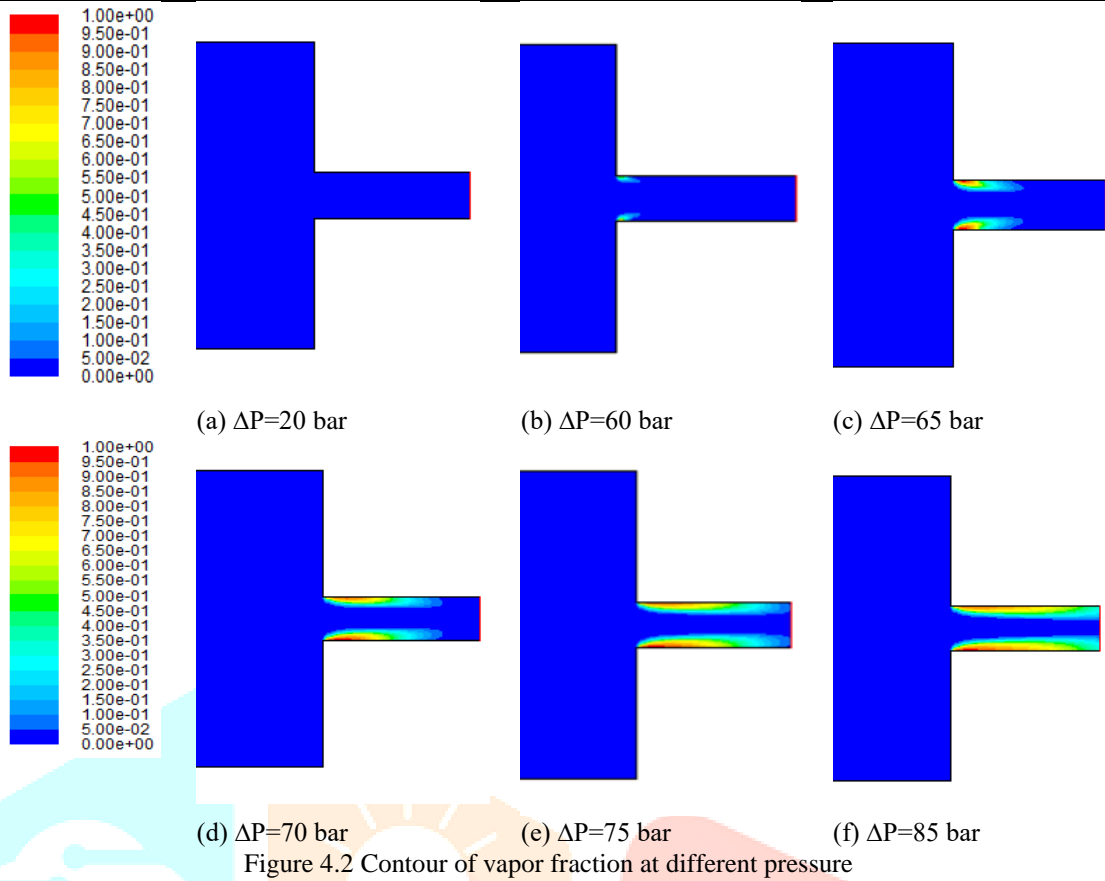 1.00e+00
9.50e-01
9.00e-01
8.50e-01
8.00e-01
7.50e-01
7.00e-01
6.50e-01
6.00e-01
5.50e-01
5.00e-01
4.50e-01
4.00e-01
3.50e-01
3.00e-01
2.50e-01
2.00e-01
1.50e-01
1.00e-01
5.00e-02
0.00e+00
(a) ΔP=20 bar
(b) ΔP=60 bar
(c) ΔP=65 bar
1.00e+00
9.50e-01
9.00e-01
8.50e-01
8.00e-01
7.50e-01
7.00e-01
6.50e-01
6.00e-01
5.50e-01
5.00e-01
4.50e-01
4.00e-01
3.50e-01
3.00e-01
2.50e-01
2.00e-01
1.50e-01
1.00e-01
5.00e-02
0.00e+00
(d) ΔP=70 bar
(e) ΔP=75 bar
(f) ΔP=85 bar
Figure 4.2 Contour of vapor fraction at different pressure